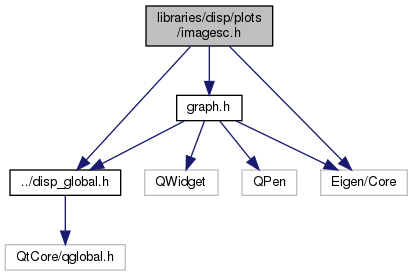 libraries/disp/plots
/imagesc.h
graph.h
../disp_global.h
QWidget
QPen
Eigen/Core
QtCore/qglobal.h